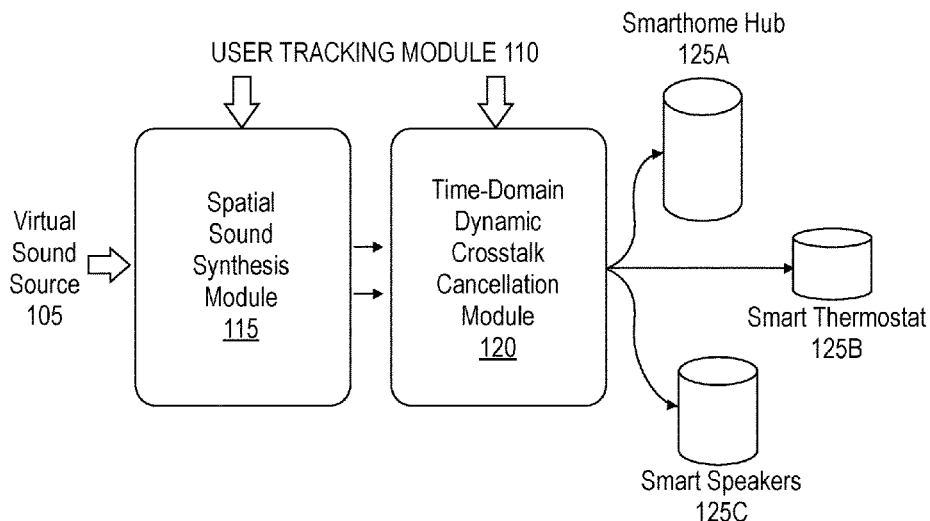 Smarthome Hub
125A
USER TRACKING MODULE 110
Virtual
Sound
Source
105
Spatial
Sound
Synthesis
Module
115
Time-Domain
Dynamic
Crosstalk
Cancellation
Module
120
Smart Thermostat
125B
Smart Speakers
125C